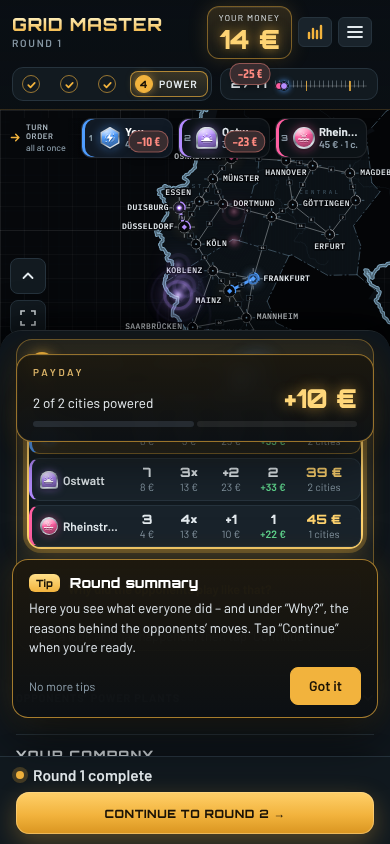 GRID MASTER
ROUND 1
YOUR MONEY
14 €
4 POWER
−25 €
TURN ORDER
all at once
1
−10 €
2
−23 €
3 Rhein...
45 € · 1 c.
HANNOVER
MAGDEB
MÜNSTER
ESSEN
DUISBURG
DORTMUND
GÖTTINGEN
DÜSSELDORF
KÖLN
ERFURT
KOBLENZ
FRANKFURT
MAINZ
MANNHEIM
SAARBRÜCKEN
PAYDAY
2 of 2 cities powered
+10 €
Ostwatt 7 3x +2 2 39 €
8 € 13 € 23 € +33 € 2 cities
Rheinstr... 3 4x +1 1 45 €
4 € 13 € 10 € +22 € 1 cities
Tip Round summary
Here you see what everyone did – and under “Why?”, the
reasons behind the opponents’ moves. Tap “Continue”
when you’re ready.
No more tips
Got it
YOUR COMPANY
Round 1 complete
CONTINUE TO ROUND 2 →